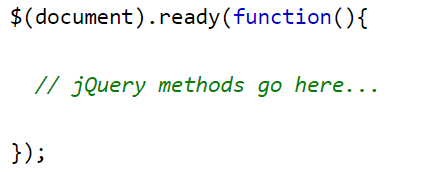 $(document).ready(function(){
// jQuery methods go here...
});